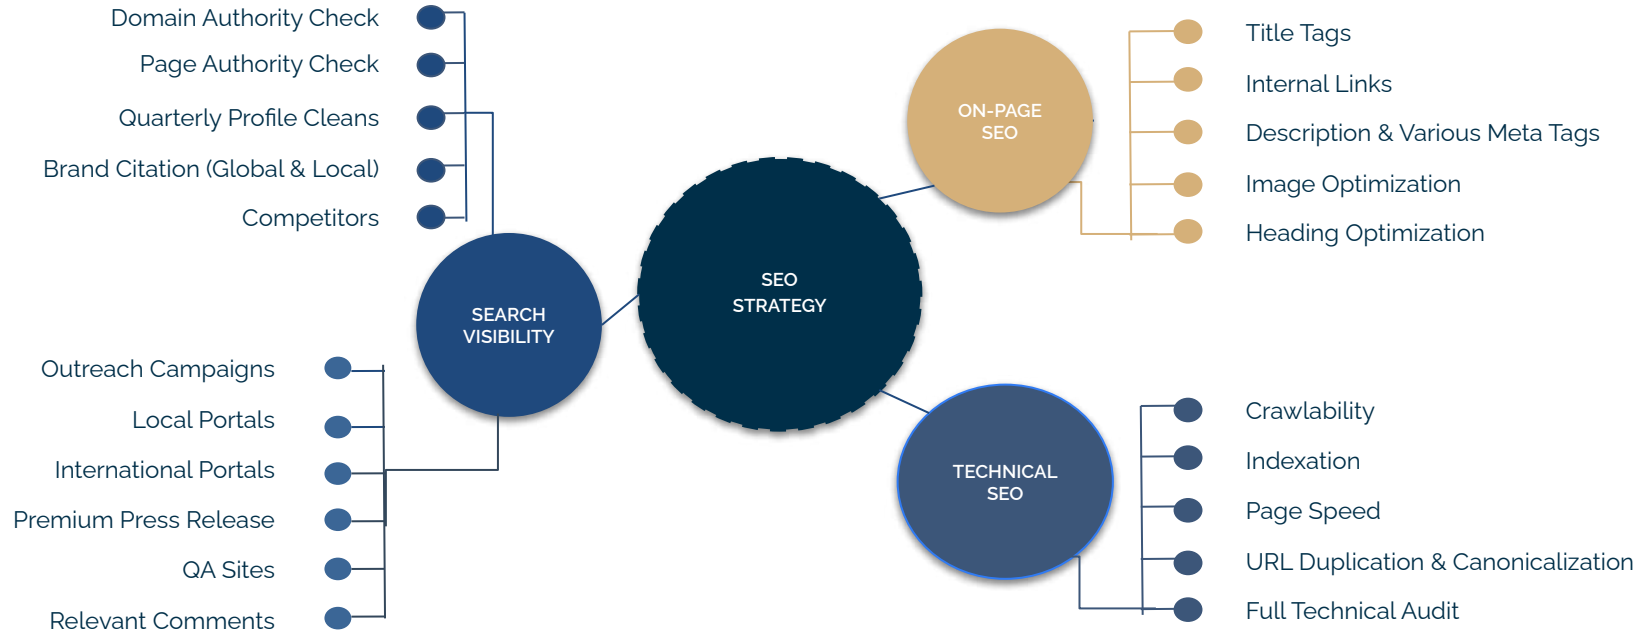 Domain Authority Check
Page Authority Check
Quarterly Profile Cleans
Brand Citation (Global & Local)
Competitors
SEARCH
VISIBILITY
Outreach Campaigns
Local Portals
International Portals
Premium Press Release
QA Sites
Relevant Comments
SEO
STRATEGY
ON-PAGE
SEO
Title Tags
Internal Links
Description & Various Meta Tags
Image Optimization
Heading Optimization
TECHNICAL
SEO
Crawlability
Indexation
Page Speed
URL Duplication & Canonicalization
Full Technical Audit